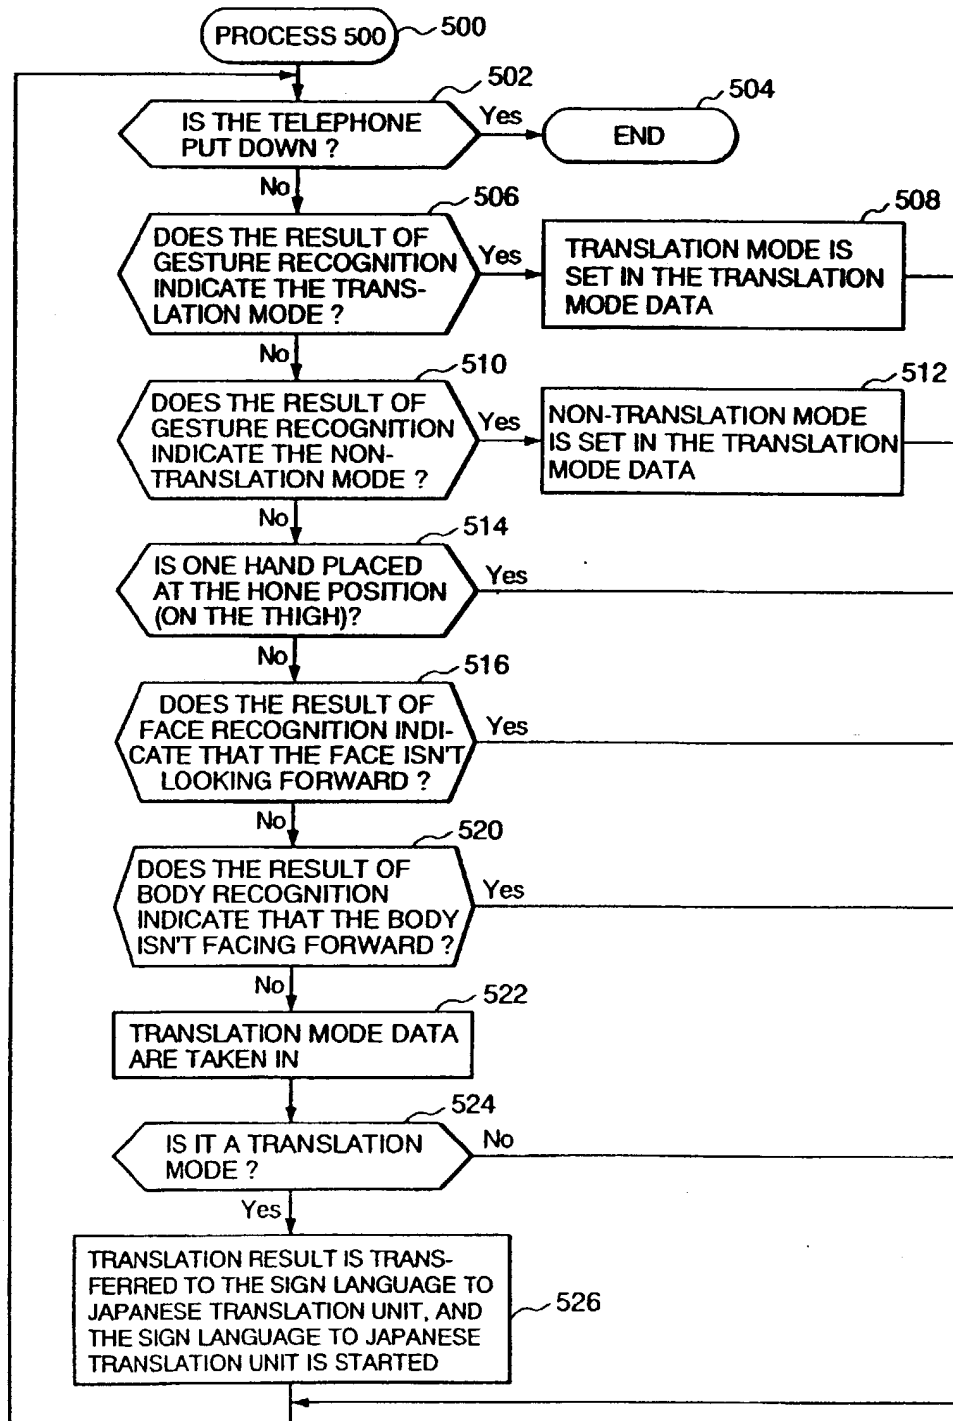 PROCESS 500
500
502
IS THE TELEPHONE
PUT DOWN ?
Yes
504
END
No
506
DOES THE RESULT OF
GESTURE RECOGNITION
INDICATE THE TRANS-
LATION MODE ?
Yes
508
TRANSLATION MODE IS
SET IN THE TRANSLATION
MODE DATA
No
510
DOES THE RESULT OF
GESTURE RECOGNITION
INDICATE THE NON-
TRANSLATION MODE ?
Yes
512
NON-TRANSLATION MODE
IS SET IN THE TRANSLATION
MODE DATA
No
514
IS ONE HAND PLACED
AT THE HONE POSITION
(ON THE THIGH)?
Yes
No
516
DOES THE RESULT OF
FACE RECOGNITION INDI-
CATE THAT THE FACE ISN'T
LOOKING FORWARD ?
Yes
No
520
DOES THE RESULT OF
BODY RECOGNITION
INDICATE THAT THE BODY
ISN'T FACING FORWARD ?
Yes
No
522
TRANSLATION MODE DATA
ARE TAKEN IN
524
IS IT A TRANSLATION
MODE ?
No
Yes
TRANSLATION RESULT IS TRANS-
FERRED TO THE SIGN LANGUAGE TO
JAPANESE TRANSLATION UNIT, AND
THE SIGN LANGUAGE TO JAPANESE
TRANSLATION UNIT IS STARTED
526